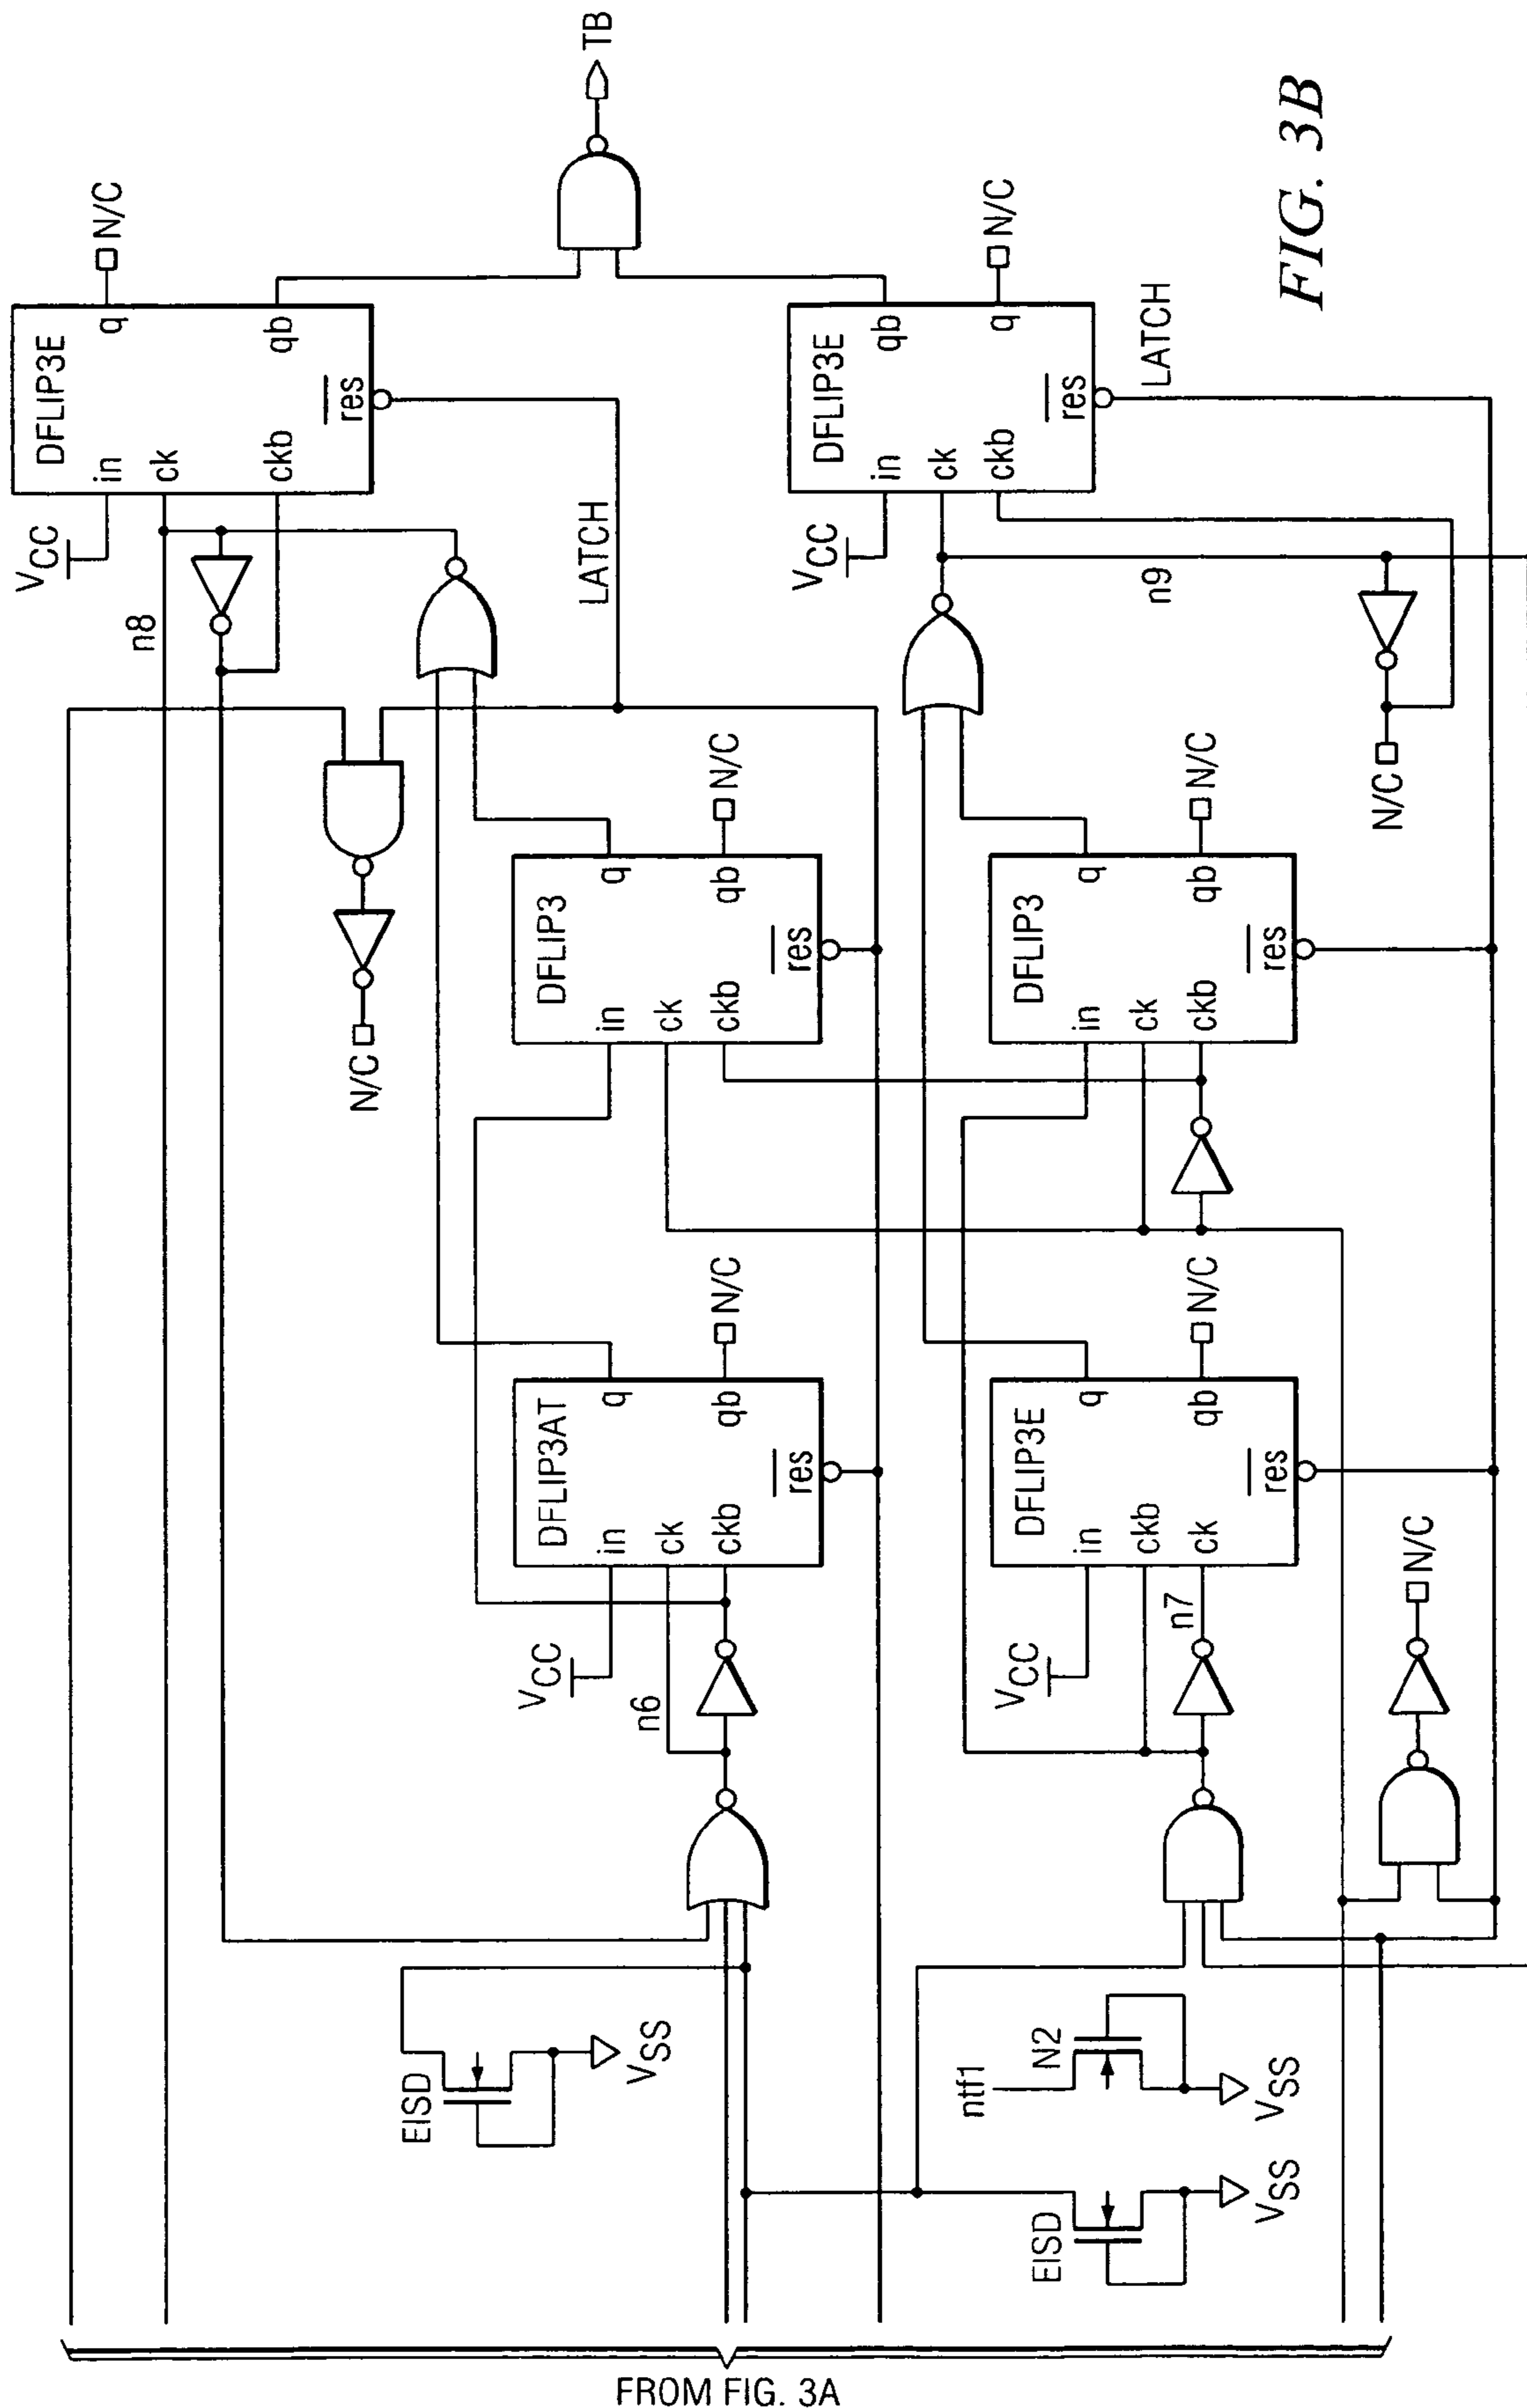 FIG. 3B
FROM FIG. 3A
TB
DFLIP3E
in
ck
ckb
q
qb
res
VCC
N/C
n8
LATCH
N/C
DFLIP3
in
ck
ckb
q
qb
res
N/C
DFLIP3AT
in
ck
ckb
q
qb
res
VCC
N/C
n6
EISD
VSS
DFLIP3E
in
ck
ckb
qb
q
res
VCC
N/C
LATCH
n9
N/C
DFLIP3
in
ck
ckb
q
qb
res
N/C
DFLIP3E
in
ckb
ck
q
qb
res
VCC
N/C
n7
N/C
ntf1
N2
VSS
EISD
VSS